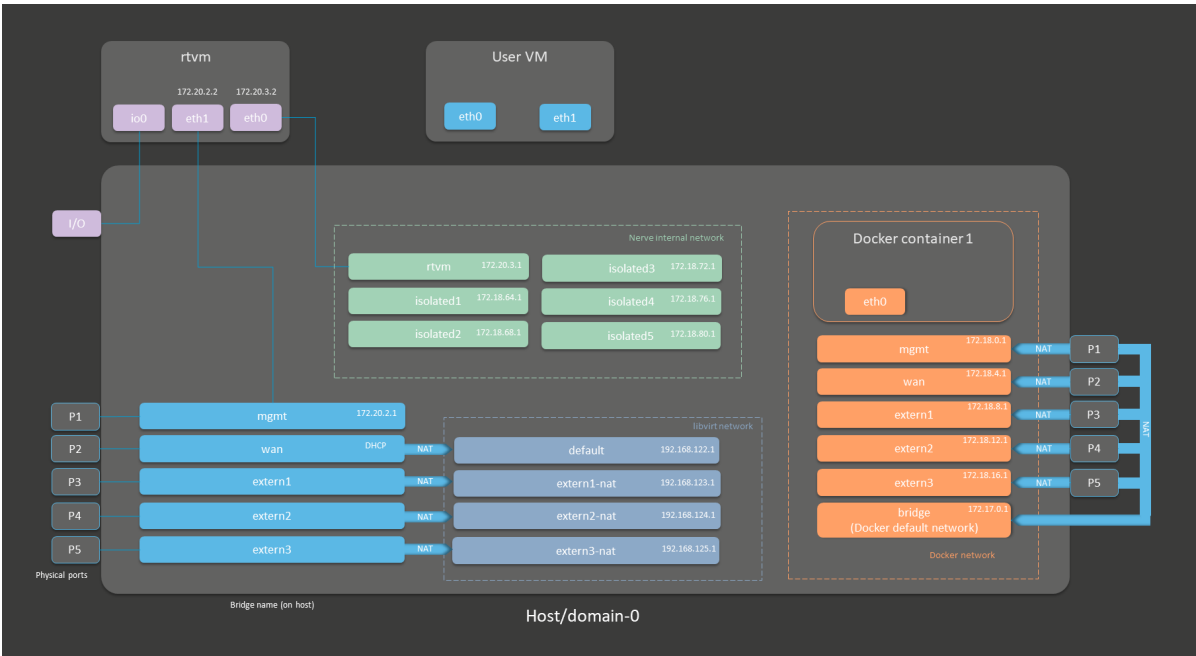 rtvm
172.20.2.2
172.20.3.2
io0
eth1
eth0
User VM
eth0
eth1
I/O
Nerve internal network
rtvm 172.20.3.1
isolated3 172.18.72.1
isolated1 172.18.64.1
isolated4 172.18.76.1
isolated2 172.18.68.1
isolated5 172.18.80.1
Docker container 1
eth0
mgmt 172.18.0.1
NAT
P1
wan 172.18.4.1
NAT
P2
extern1 172.18.8.1
NAT
P3
extern2 172.18.12.1
NAT
P4
extern3 172.18.16.1
NAT
P5
NAT
bridge 172.17.0.1
(Docker default network)
Docker network
P1
mgmt 172.20.2.1
P2
wan DHCP
NAT
P3
extern1
NAT
P4
extern2
NAT
P5
extern3
NAT
libvirt network
default 192.168.122.1
extern1-nat 192.168.123.1
extern2-nat 192.168.124.1
extern3-nat 192.168.125.1
Physical ports
Bridge name (on host)
Host/domain-0